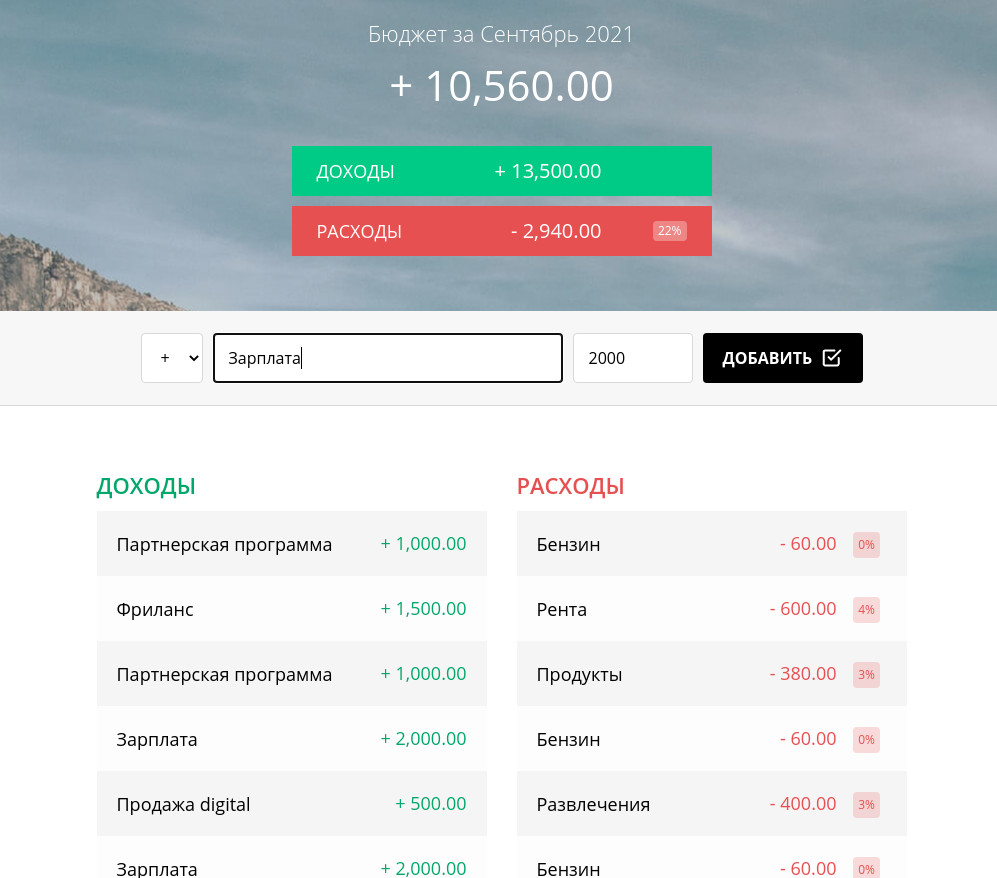 Бюджет за Сентябрь 2021
+ 10,560.00
ДОХОДЫ + 13,500.00
РАСХОДЫ - 2,940.00 22%
+ Зарплата 2000 ДОБАВИТЬ
ДОХОДЫ
Партнерская программа + 1,000.00
Фриланс + 1,500.00
Партнерская программа + 1,000.00
Зарплата + 2,000.00
Продажа digital + 500.00
Зарплата + 2,000.00
РАСХОДЫ
Бензин - 60.00 0%
Рента - 600.00 4%
Продукты - 380.00 3%
Бензин - 60.00 0%
Развлечения - 400.00 3%
Бензин - 60.00 0%